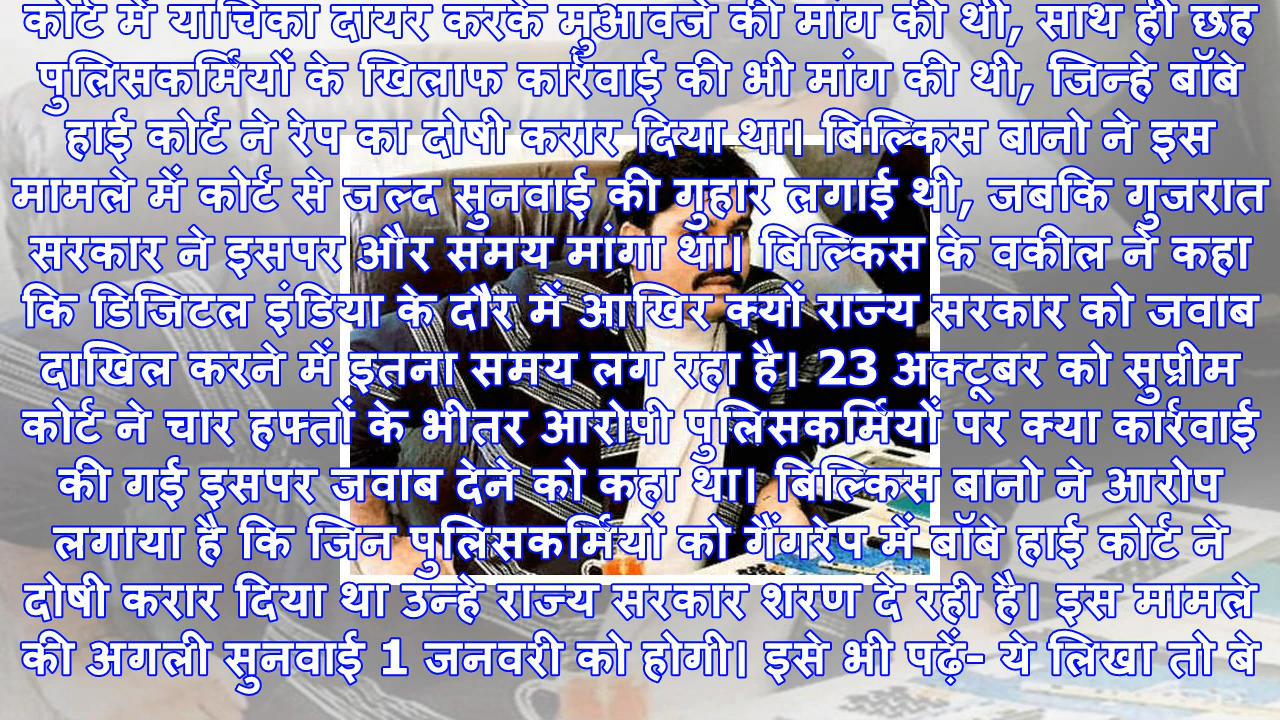 कोर्ट में याचिका दायर करके मुआवजे की मांग की थी, साथ ही छह
पुलिसकर्मियों के खिलाफ कार्रवाई की भी मांग की थी, जिन्हे बॉबे
हाई कोर्ट ने रेप का दोषी करार दिया था। बिल्किस बानो ने इस
मामले में कोर्ट से जल्द सुनवाई की गुहार लगाई थी, जबकि गुजरात
सरकार ने इसपर और समय मांगा था। बिल्किस के वकील ने कहा
कि डिजिटल इंडिया के दौर में आखिर क्यों राज्य सरकार को जवाब
दाखिल करने में इतना समय लग रहा है। 23 अक्टूबर को सुप्रीम
कोर्ट ने चार हफ्तों के भीतर आरोपी पुलिसकर्मियों पर क्या कार्रवाई
की गई इसपर जवाब देने को कहा था। बिल्किस बानो ने आरोप
लगाया है कि जिन पुलिसकर्मियों को गैंगरेप में बॉबे हाई कोर्ट ने
दोषी करार दिया था उन्हे राज्य सरकार शरण दे रही है। इस मामले
की अगली सुनवाई 1 जनवरी को होगी। इसे भी पढ़ें- ये लिखा तो बे